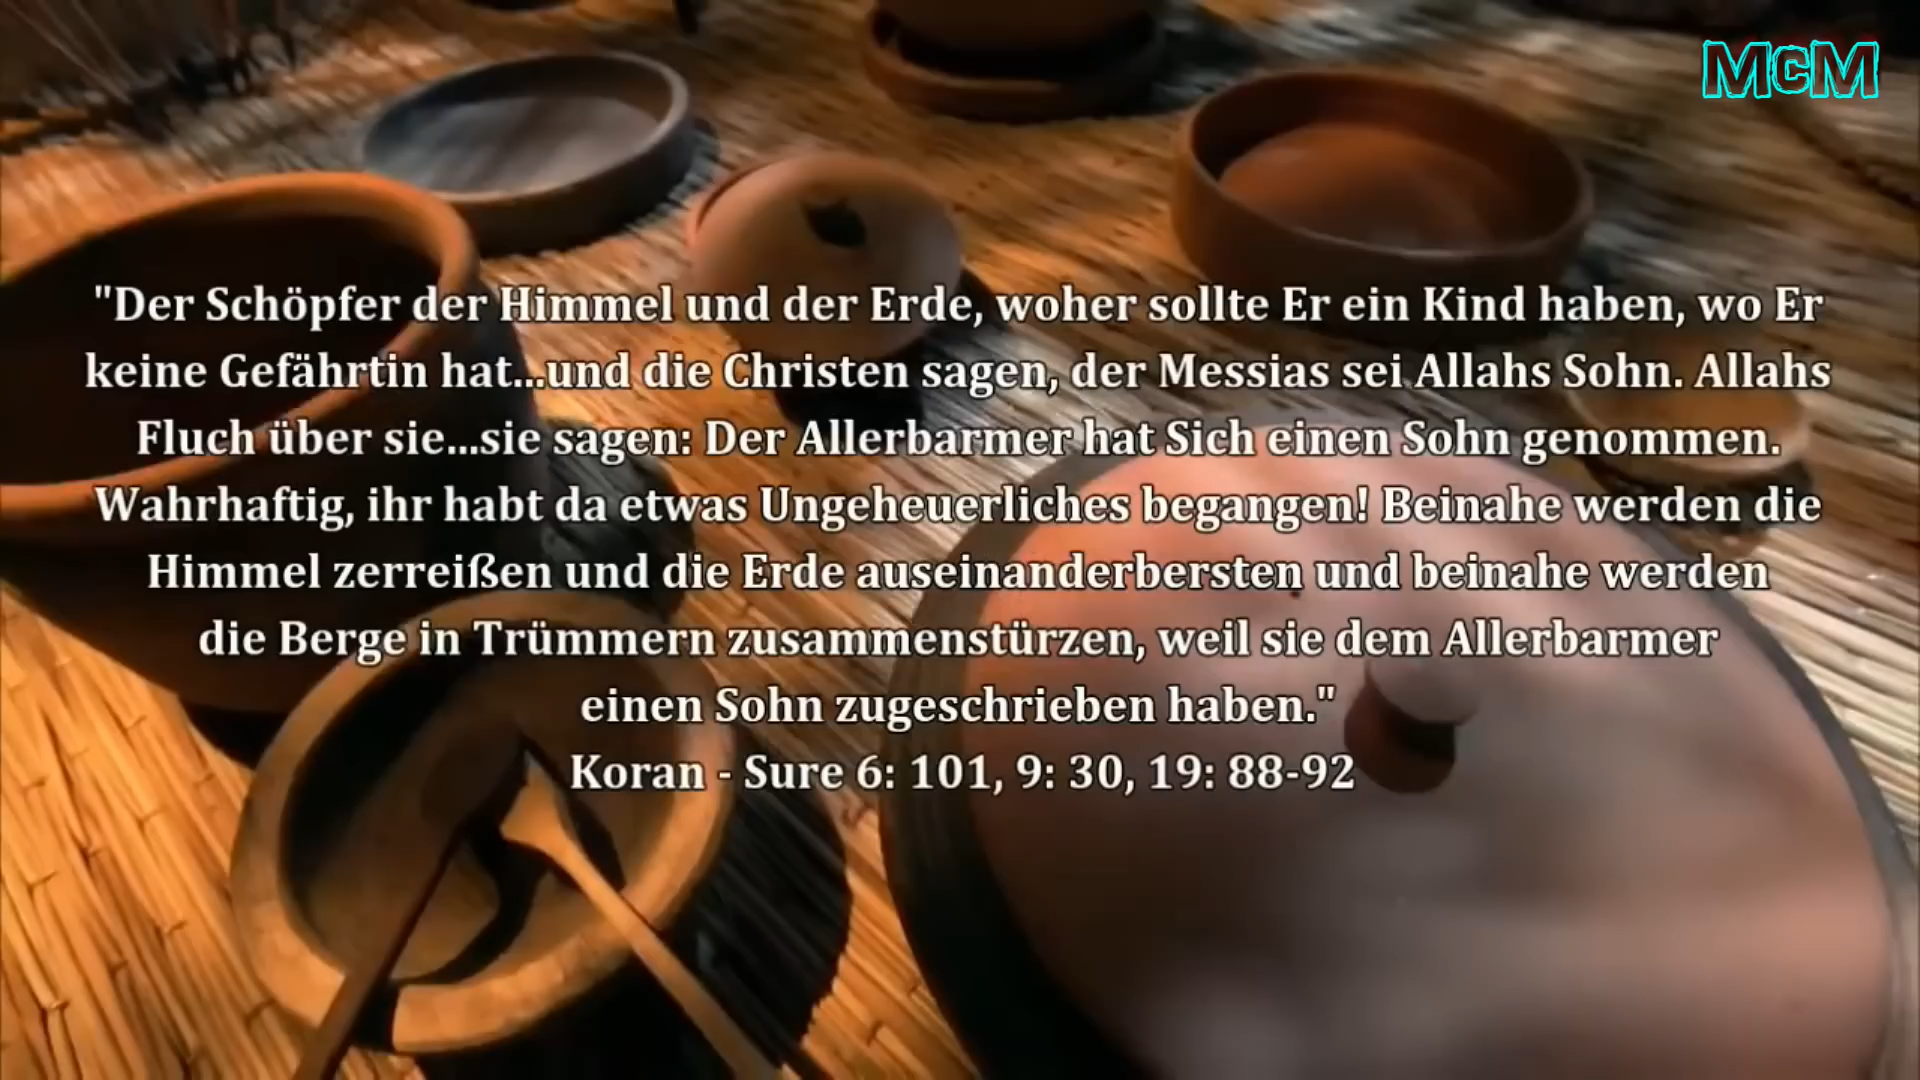 MCM
"Der Schöpfer der Himmel und der Erde, woher sollte Er ein Kind haben, wo Er
keine Gefährtin hat...und die Christen sagen, der Messias sei Allahs Sohn. Allahs
Fluch über sie...sie sagen: Der Allerbarmer hat Sich einen Sohn genommen.
Wahrhaftig, ihr habt da etwas Ungeheuerliches begangen! Beinahe werden die
Himmel zerreißen und die Erde auseinanderbersten und beinahe werden
die Berge in Trümmern zusammenstürzen, weil sie dem Allerbarmer
einen Sohn zugeschrieben haben."
Koran - Sure 6: 101, 9: 30, 19: 88-92